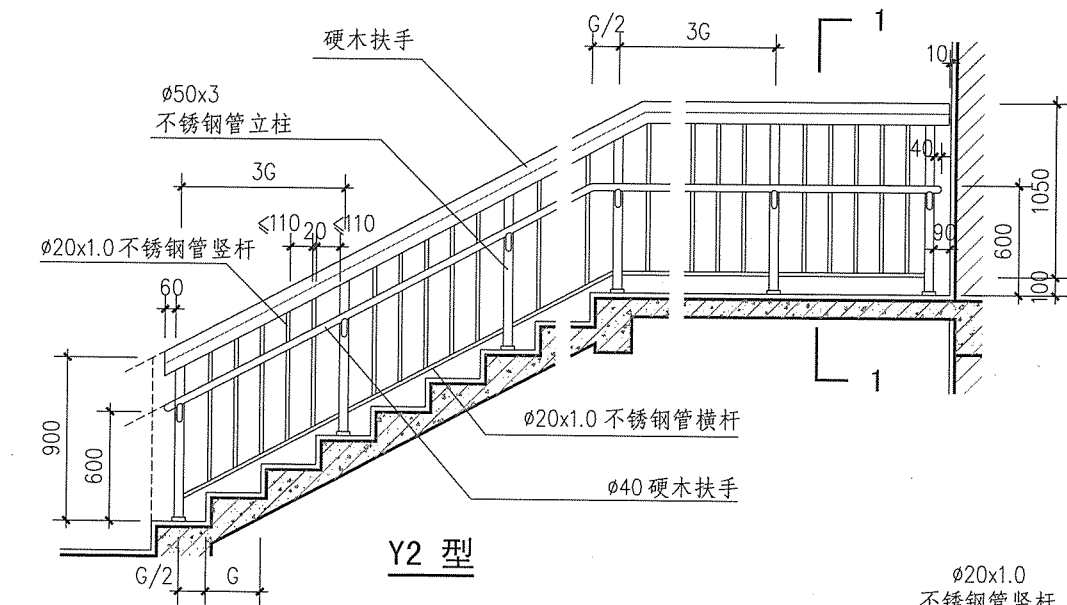 G/2
3G
1
10
硬木扶手
ø50x3
不锈钢管立柱
3G
≤110
20
≤110
ø20x1.0 不锈钢管竖杆
60
40
90
600
1050
100
900
600
ø20x1.0 不锈钢管横杆
ø40 硬木扶手
1
Y2 型
G/2
G
ø20x1.0
不锈钢管竖杆